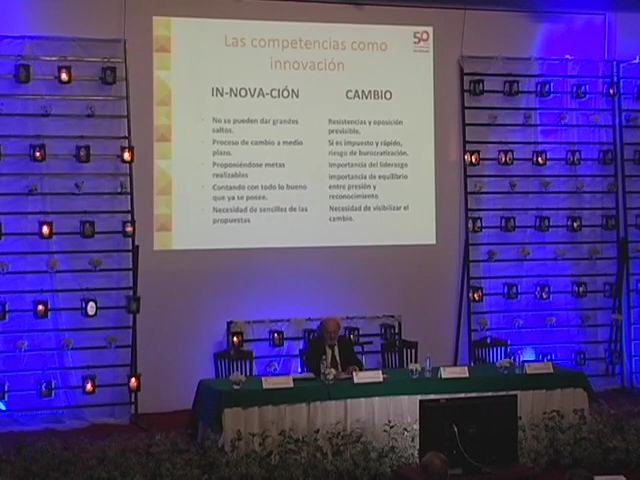 Las competencias como
innovación
50
IN-NOVA-CIÓN
No se pueden dar grandes
saltos.
Proceso de cambio a medio
plazo.
Proponiéndose metas
realizables
Contando con todo lo bueno
que ya se posee.
Necesidad de sencillez de las
propuestas
CAMBIO
Resistencias y oposición
previsible.
Si es impuesto y rápido,
riesgo de burocratización.
Importancia del liderazgo
Importancia de equilibrio
entre presión y
reconocimiento
Necesidad de visibilizar el
cambio.